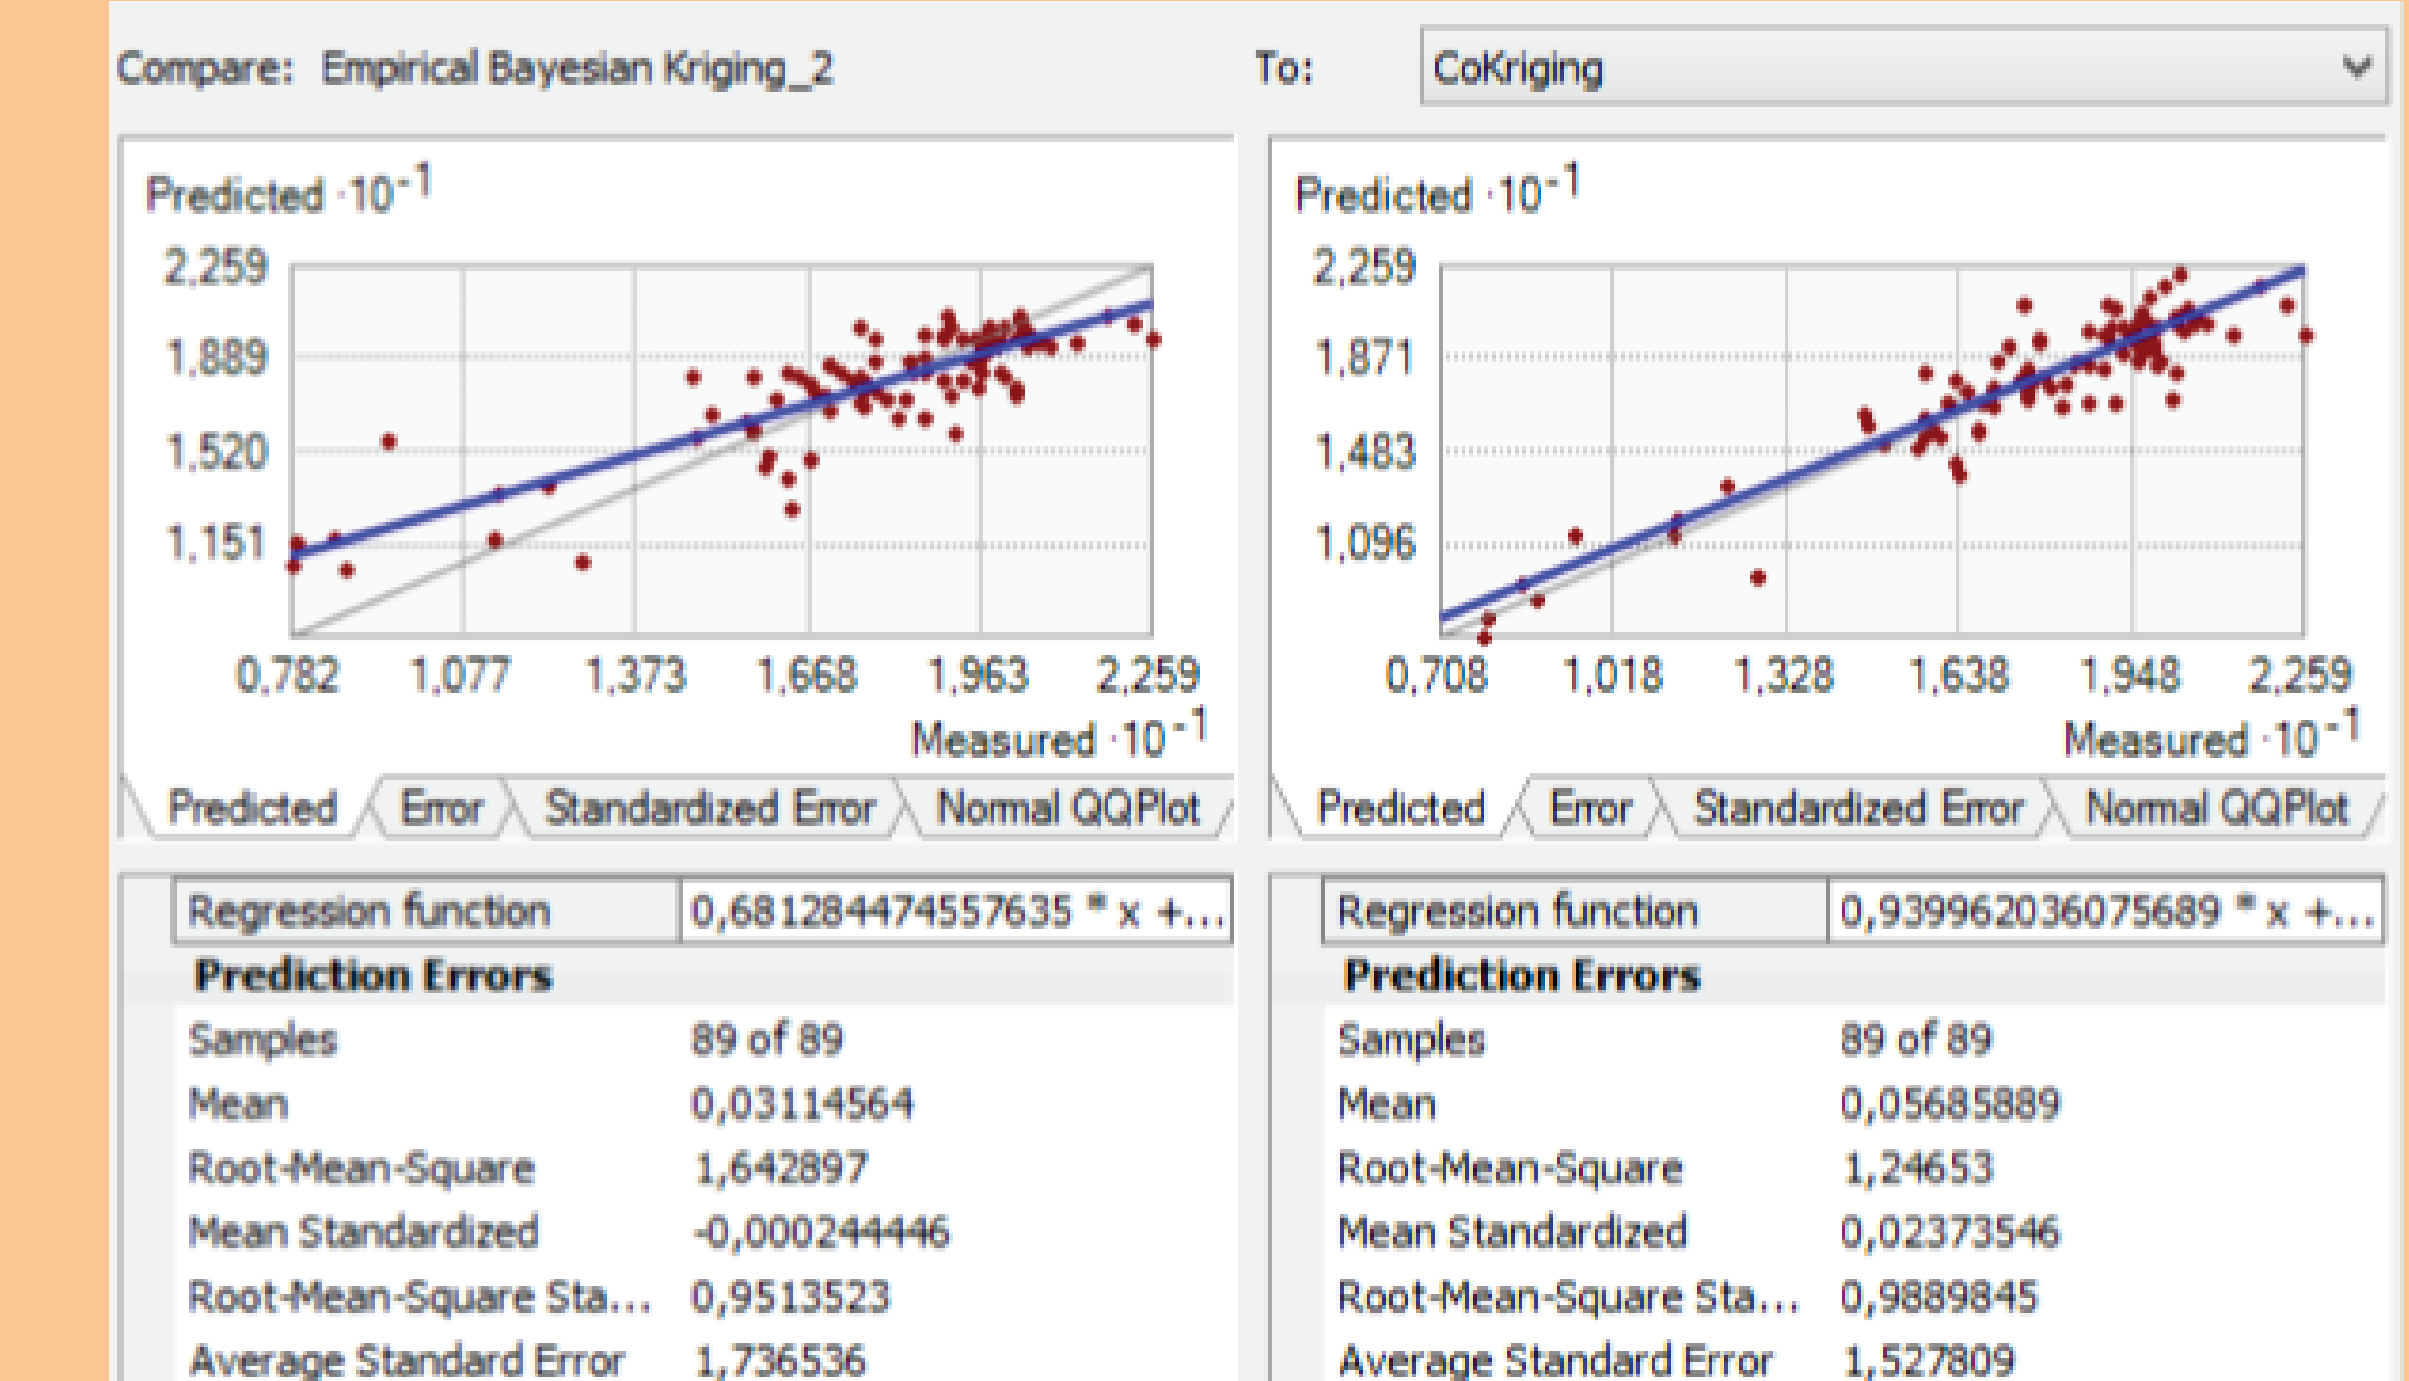 Compare: Empirical Bayesian Kriging_2 To: CoKriging
Predicted ·10⁻¹
2,259
1,889
1,520
1,151
0,782 1,077 1,373 1,668 1,963 2,259
Measured ·10⁻¹
Predicted Error Standardized Error Normal QQPlot
Regression function 0,681284474557635 * x +...
Prediction Errors
Samples 89 of 89
Mean 0,03114564
Root-Mean-Square 1,642897
Mean Standardized -0,000244446
Root-Mean-Square Sta... 0,9513523
Average Standard Error 1,736536
Predicted ·10⁻¹
2,259
1,871
1,483
1,096
0,708 1,018 1,328 1,638 1,948 2,259
Measured ·10⁻¹
Predicted Error Standardized Error Normal QQPlot
Regression function 0,939962036075689 * x +...
Prediction Errors
Samples 89 of 89
Mean 0,05685889
Root-Mean-Square 1,24653
Mean Standardized 0,02373546
Root-Mean-Square Sta... 0,9889845
Average Standard Error 1,527809